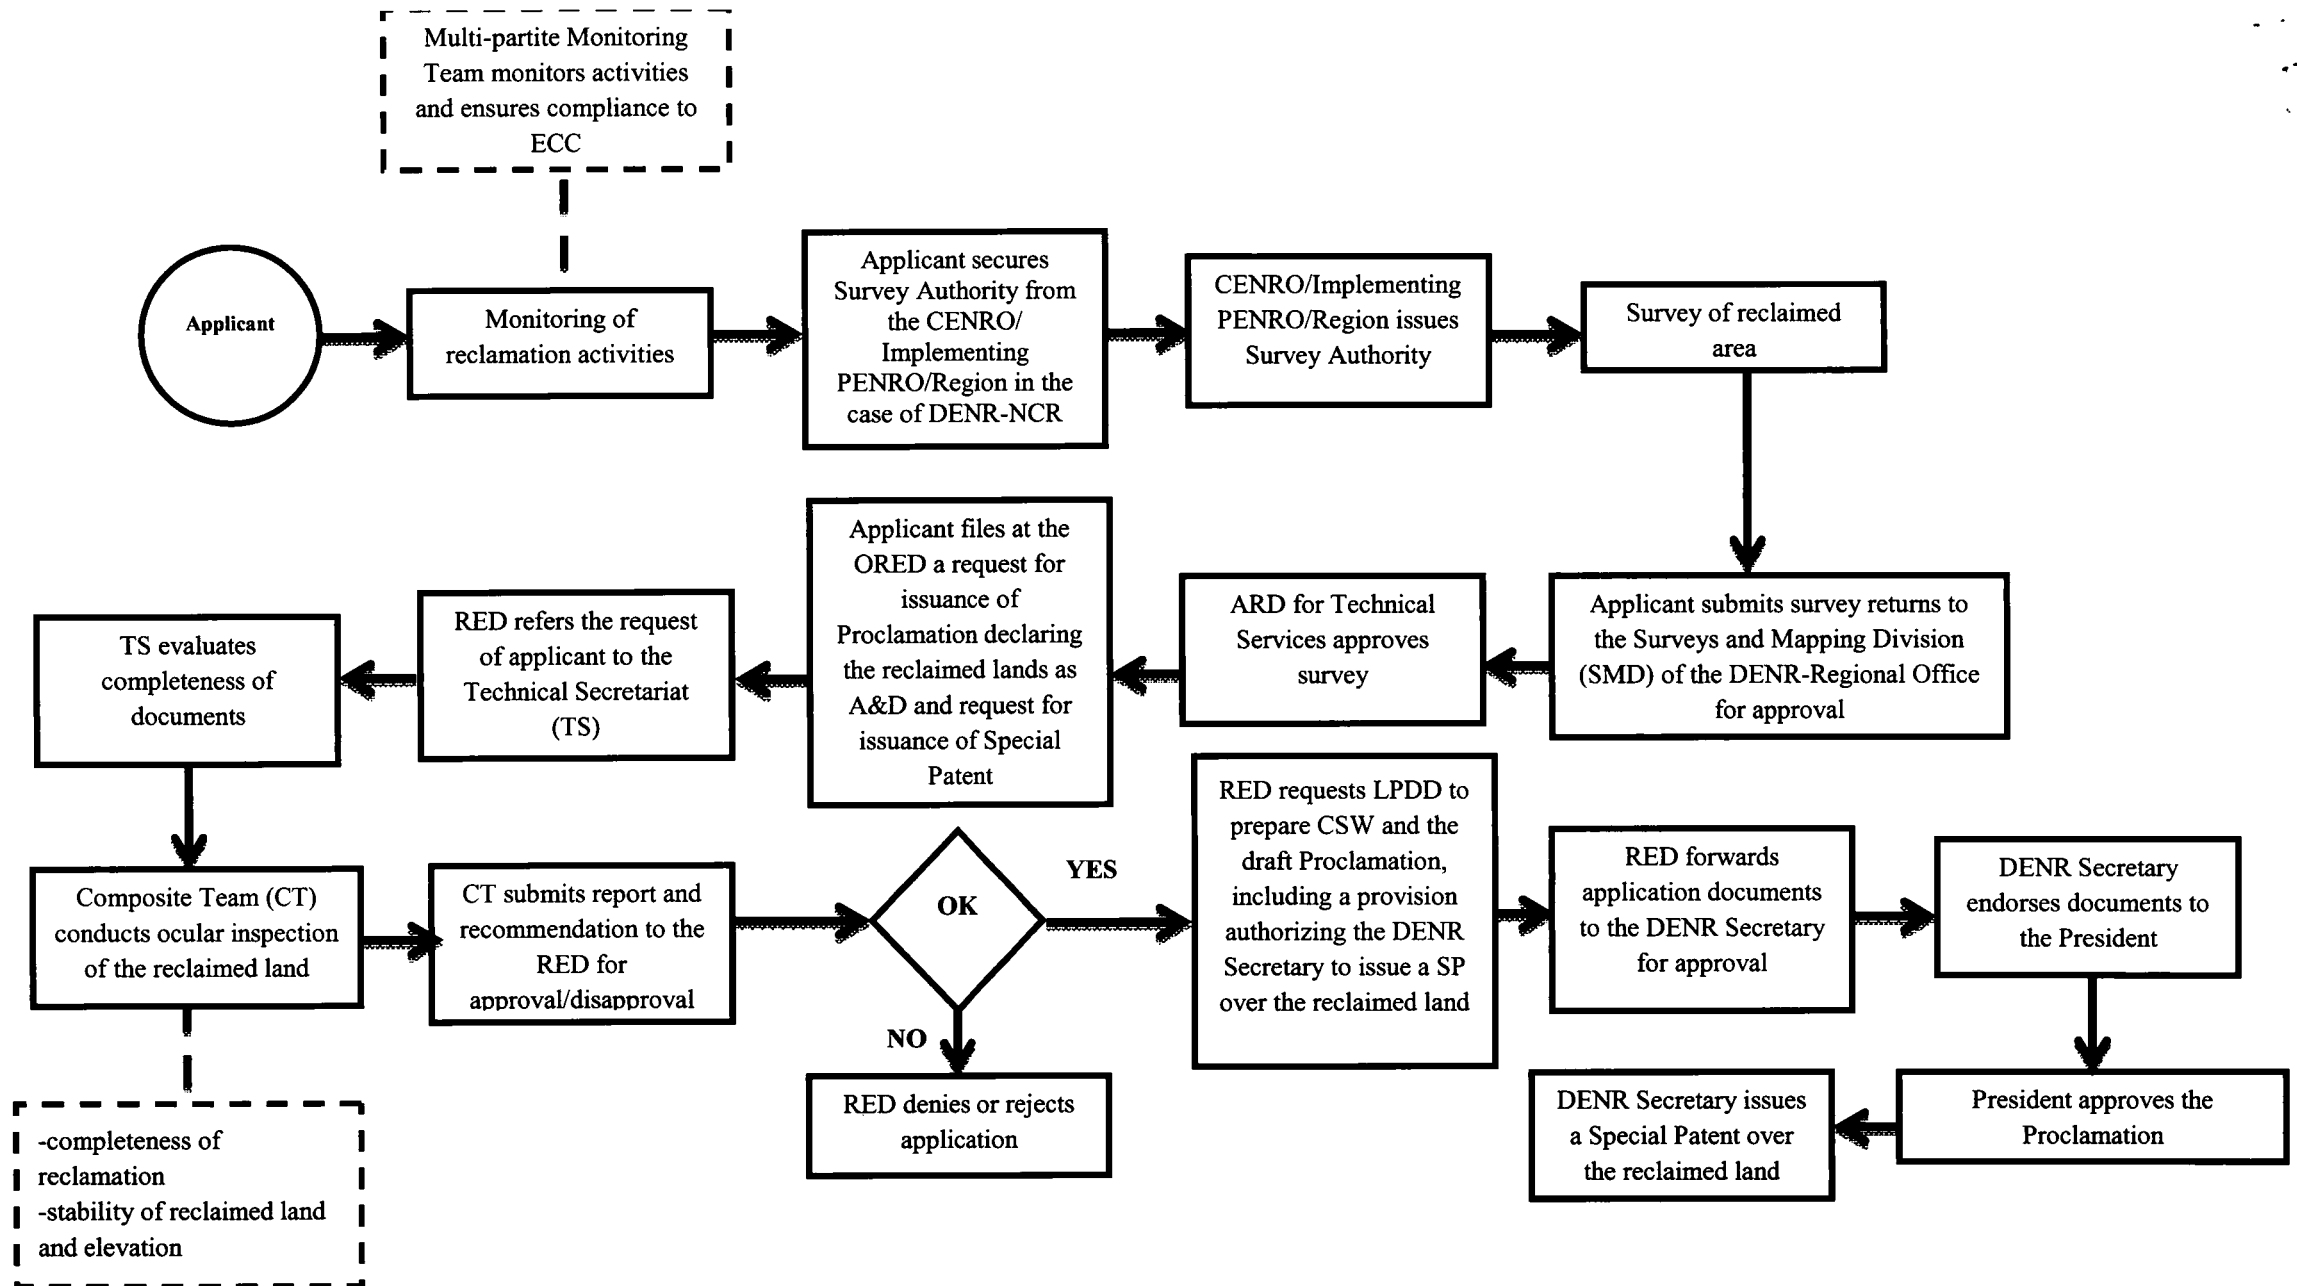 Multi-partite Monitoring
Team monitors activities
and ensures compliance to
ECC
Applicant
Monitoring of
reclamation activities
Applicant secures
Survey Authority from
the CENRO/
Implementing
PENRO/Region in the
case of DENR-NCR
CENRO/Implementing
PENRO/Region issues
Survey Authority
Survey of reclaimed
area
Applicant submits survey returns to
the Surveys and Mapping Division
(SMD) of the DENR-Regional Office
for approval
ARD for Technical
Services approves
survey
Applicant files at the
ORED a request for
issuance of
Proclamation declaring
the reclaimed lands as
A&D and request for
issuance of Special
Patent
RED refers the request
of applicant to the
Technical Secretariat
(TS)
TS evaluates
completeness of
documents
Composite Team (CT)
conducts ocular inspection
of the reclaimed land
-completeness of
reclamation
-stability of reclaimed land
and elevation
CT submits report and
recommendation to the
RED for
approval/disapproval
OK
YES
NO
RED denies or rejects
application
RED requests LPDD to
prepare CSW and the
draft Proclamation,
including a provision
authorizing the DENR
Secretary to issue a SP
over the reclaimed land
RED forwards
application documents
to the DENR Secretary
for approval
DENR Secretary
endorses documents to
the President
President approves the
Proclamation
DENR Secretary issues
a Special Patent over
the reclaimed land